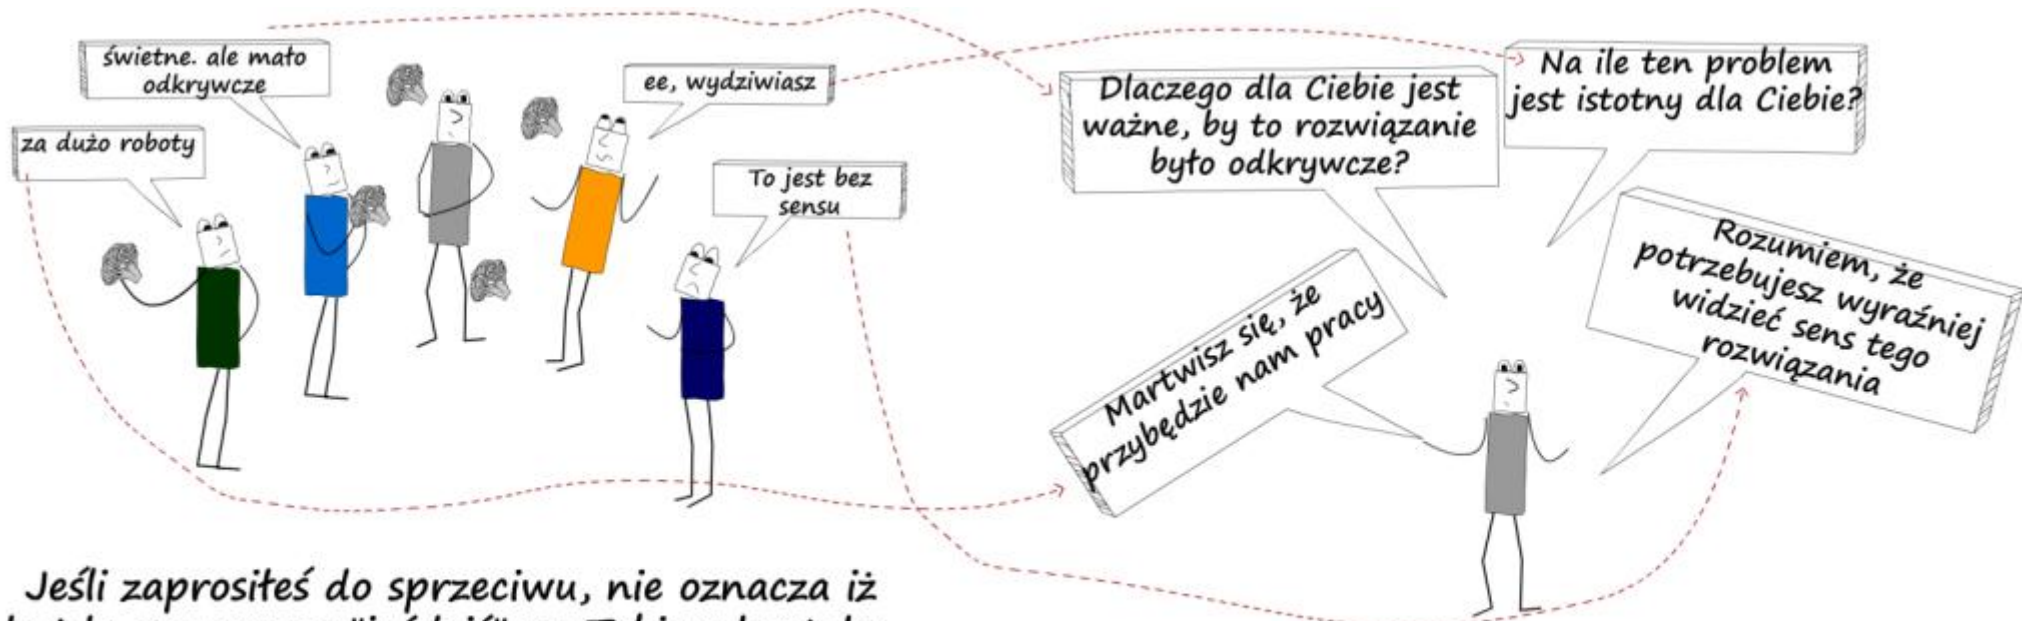 świetne. ale mało
odkrywcze
za dużo roboty
ee, wydziwiasz
To jest bez
sensu
Dlaczego dla Ciebie jest
ważne, by to rozwiązanie
było odkrywcze?
Na ile ten problem
jest istotny dla Ciebie?
Martwisz się, że
przybędzie nam pracy
Rozumiem, że
potrzebujesz wyraźniej
widzieć sens tego
rozwiązania
Jeśli zaprosiłeś do sprzeciwu, nie oznacza iż